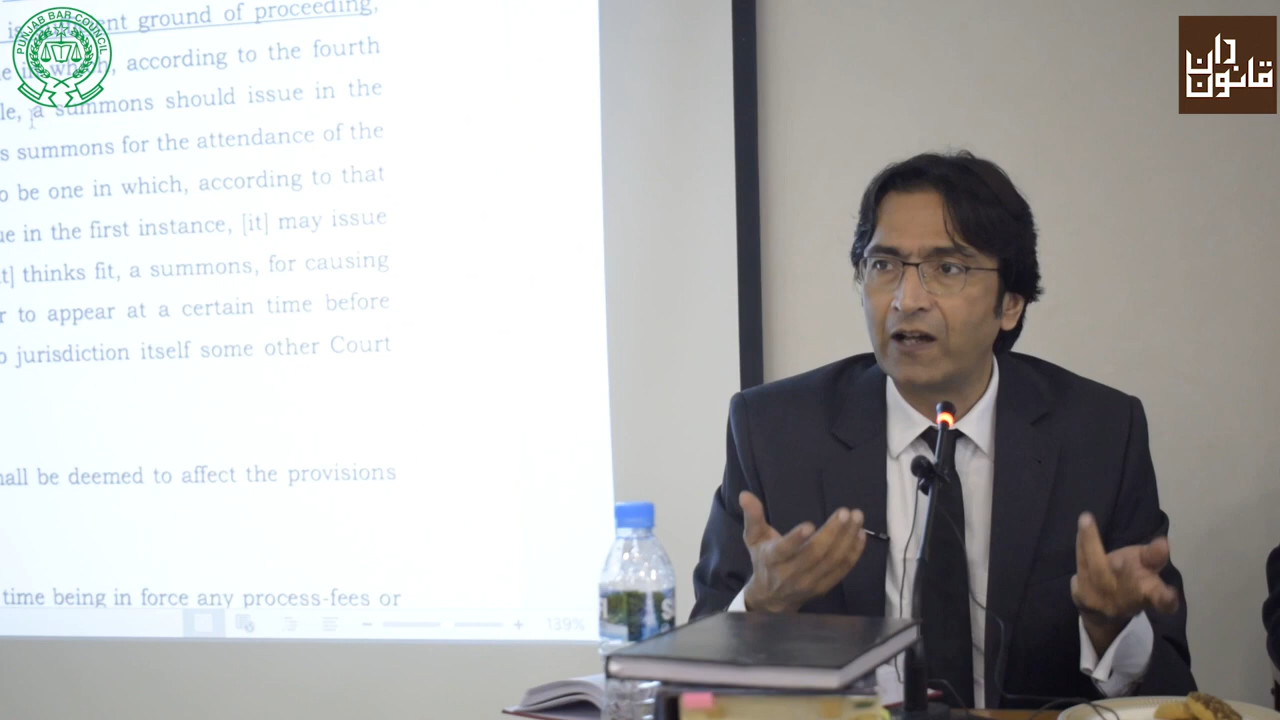 PUNJAB BAR COUNCIL
قانون دان
ground of proceeding,
according to the fourth
a summons should issue in the
summons for the attendance of the
be one in which, according to that
in the first instance, [it] may issue
thinks fit, a summons, for causing
to appear at a certain time before
jurisdiction itself some other Court
be deemed to affect the provisions
time being in force any process-fees or
139%